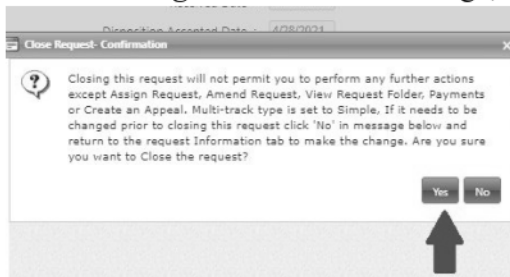 Disposition Accepted Date : 4/28/2021
Close Request- Confirmation x
Closing this request will not permit you to perform any further actions
except Assign Request, Amend Request, View Request Folder, Payments
or Create an Appeal. Multi-track type is set to Simple, If it needs to be
changed prior to closing this request click 'No' in message below and
return to the request Information tab to make the change. Are you sure
you want to Close the request?
Yes No